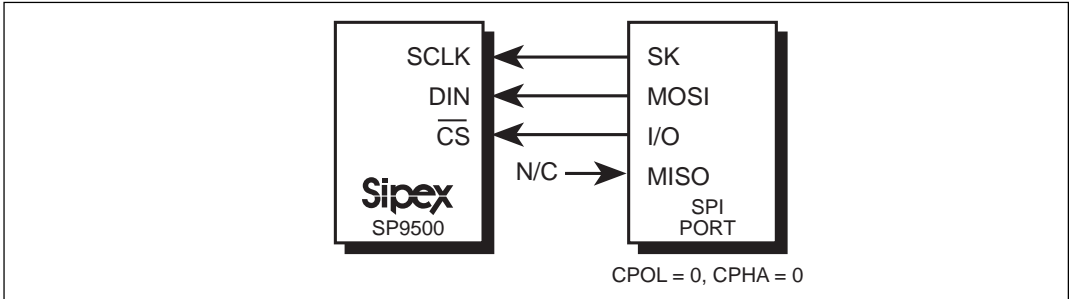 SCLK
DIN
CS
Sipex
SP9500
SK
MOSI
I/O
N/C
MISO
SPI
PORT
CPOL = 0, CPHA = 0